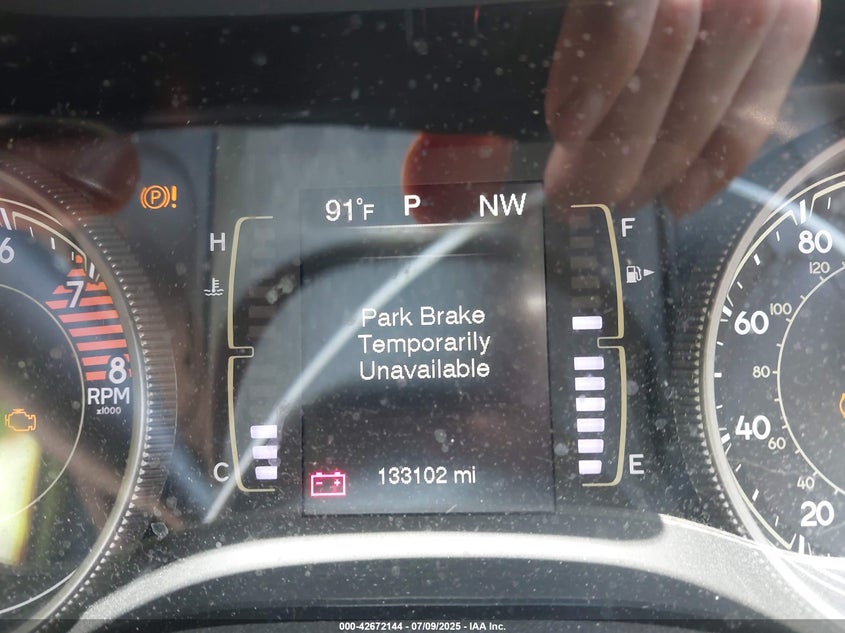 91°F P NW
(P)!
H
F
6
7
8
RPM
x1000
Park Brake
Temporarily
Unavailable
C
E
133102 mi
80
120
60
100
80
40
60
40
20
000-42672144 - 07/09/2025 - IAA Inc.